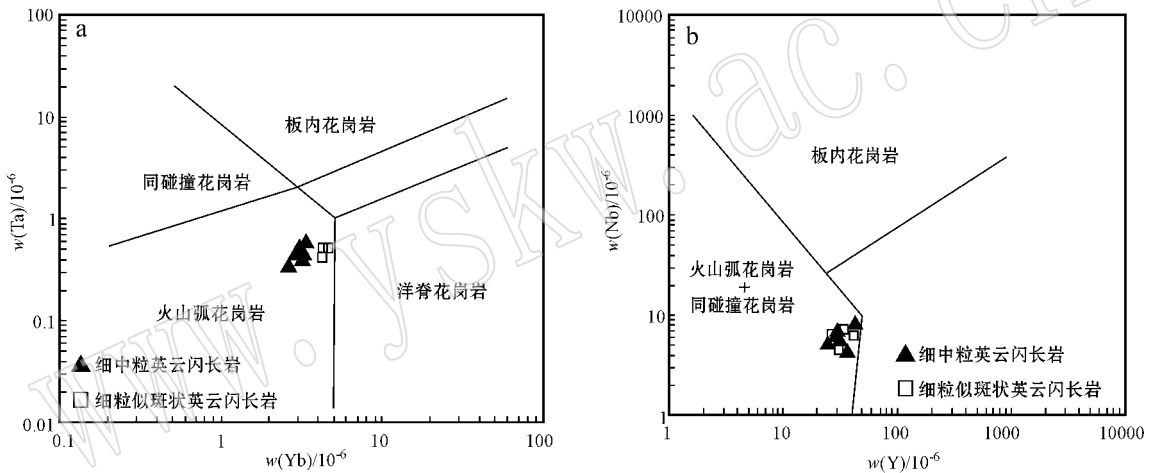 a
100
10
1
0.1
0.01
w(Ta)/10⁻⁶
板内花岗岩
同碰撞花岗岩
火山弧花岗岩
洋脊花岗岩
细中粒英云闪长岩
细粒似斑状英云闪长岩
0.1
1
10
100
w(Yb)/10⁻⁶
b
10000
1000
100
10
1
w(Nb)/10⁻⁶
板内花岗岩
火山弧花岗岩
+
同碰撞花岗岩
细中粒英云闪长岩
细粒似斑状英云闪长岩
1
10
100
1000
10000
w(Y)/10⁻⁶
www.yskw.ac.cn